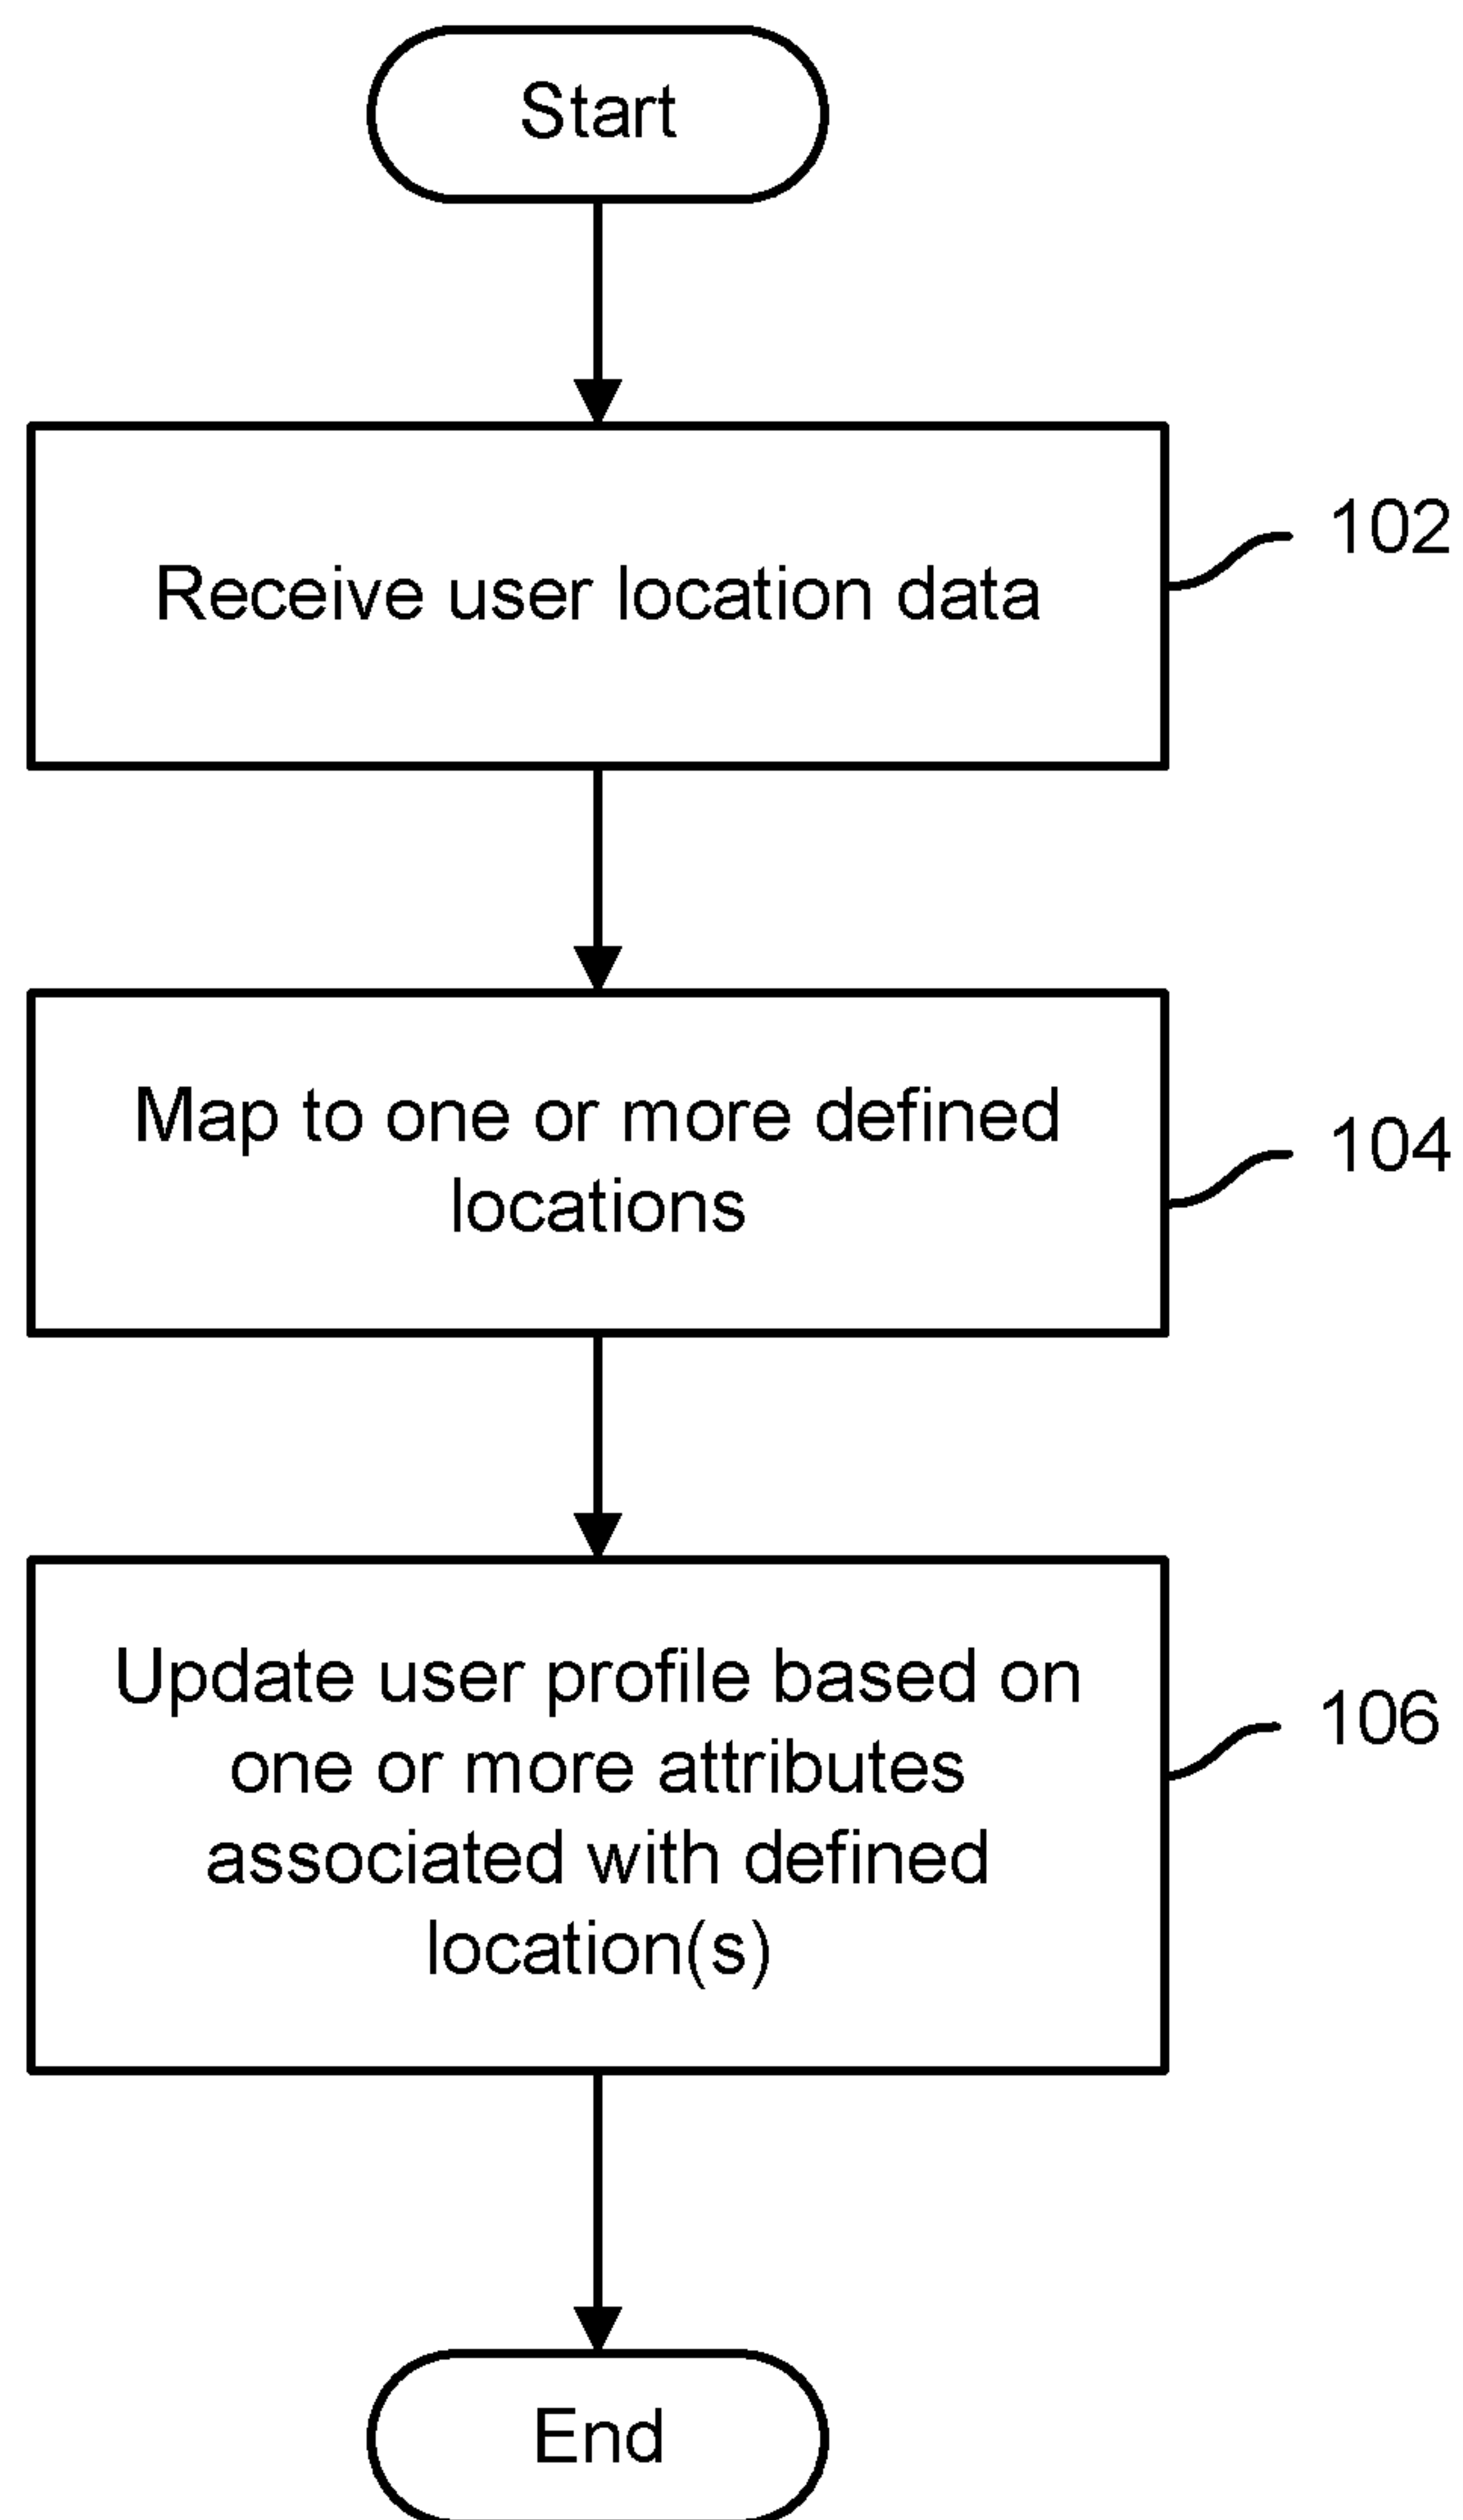 Start
Receive user location data
102
Map to one or more defined
locations
104
Update user profile based on
one or more attributes
associated with defined
location(s)
106
End